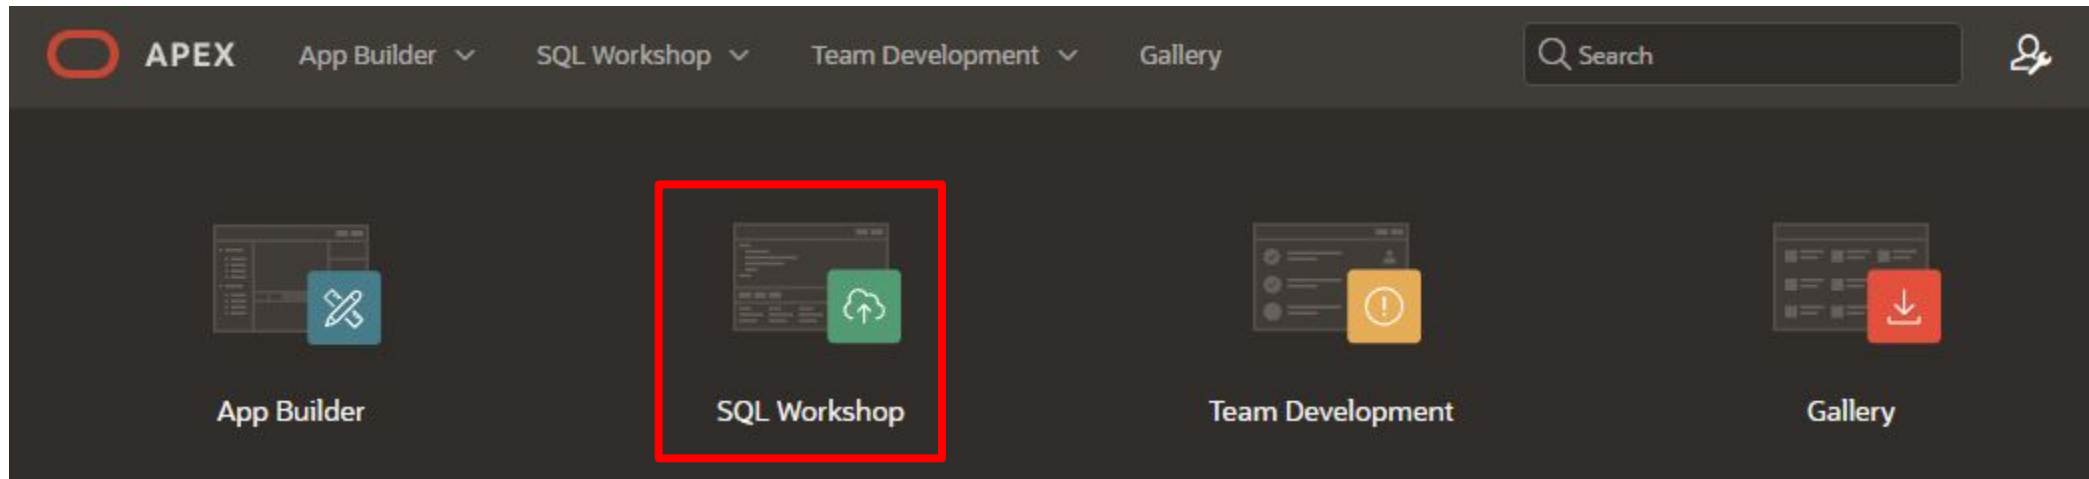 APEX App Builder SQL Workshop Team Development Gallery Search
App Builder SQL Workshop Team Development Gallery